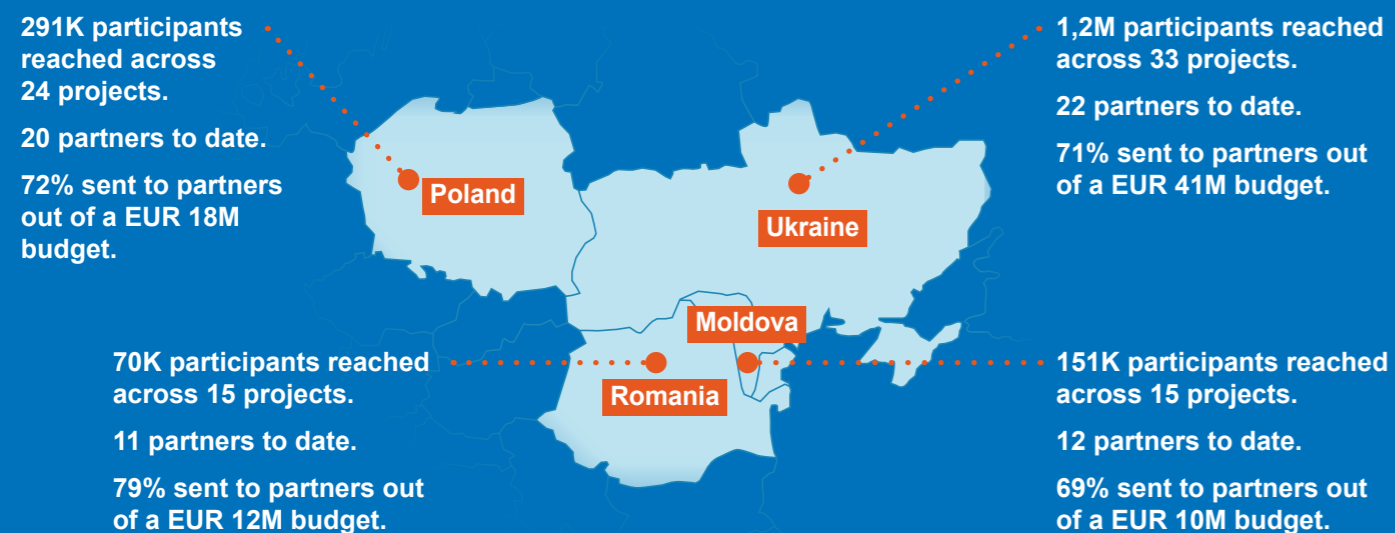 291K participants
reached across
24 projects.
20 partners to date.
72% sent to partners
out of a EUR 18M
budget.
Poland
1,2M participants reached
across 33 projects.
22 partners to date.
71% sent to partners out
of a EUR 41M budget.
Ukraine
70K participants reached
across 15 projects.
11 partners to date.
79% sent to partners out
of a EUR 12M budget.
Romania
Moldova
151K participants reached
across 15 projects.
12 partners to date.
69% sent to partners out
of a EUR 10M budget.